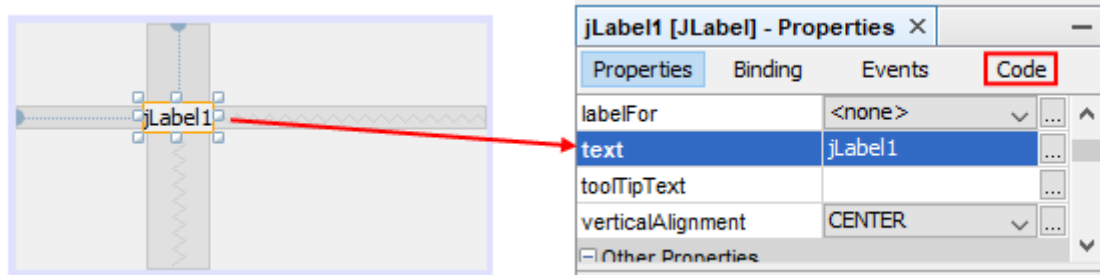 jLabel1
jLabel1 [JLabel] - Properties ×
Properties Binding Events Code
labelFor <none> ...
text jLabel1 ...
toolTipText ...
verticalAlignment CENTER ...
Other Properties